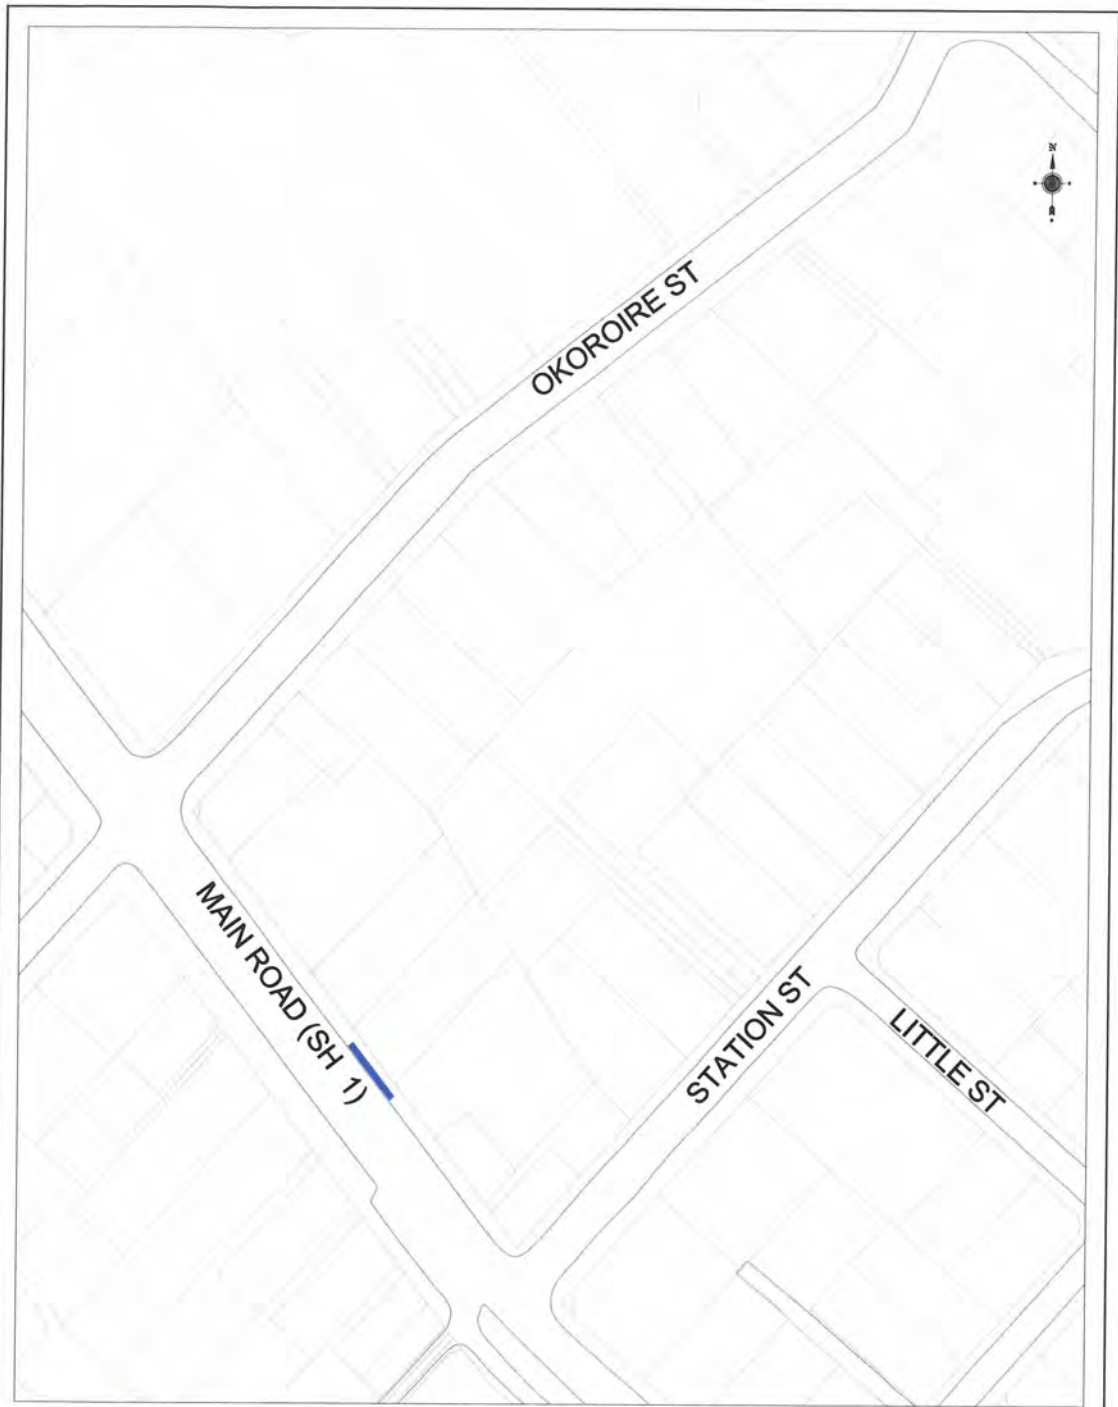 N
OKOROIRE ST
MAIN ROAD (SH 1)
STATION ST
LITTLE ST